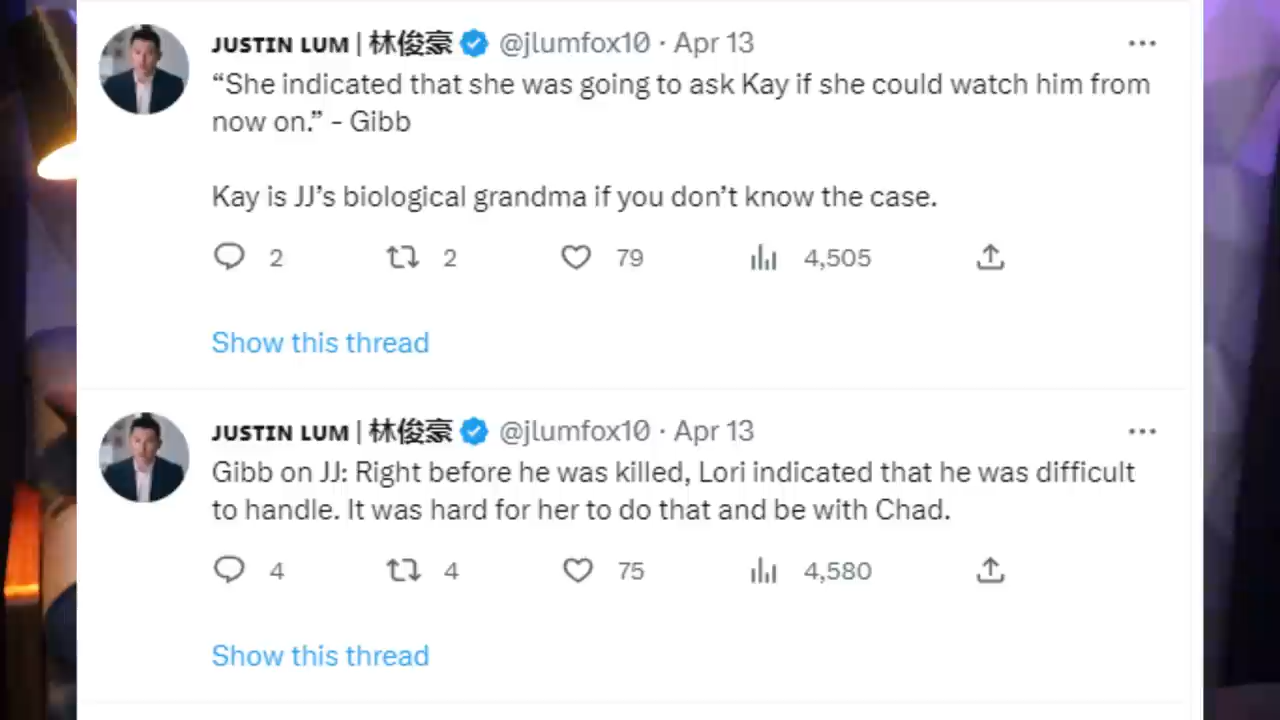 JUSTIN LUM | 林俊豪 @jlumfox10 · Apr 13
“She indicated that she was going to ask Kay if she could watch him from
now on.” - Gibb
Kay is JJ’s biological grandma if you don’t know the case.
2 2 79 4,505
Show this thread
JUSTIN LUM | 林俊豪 @jlumfox10 · Apr 13
Gibb on JJ: Right before he was killed, Lori indicated that he was difficult
to handle. It was hard for her to do that and be with Chad.
4 4 75 4,580
Show this thread